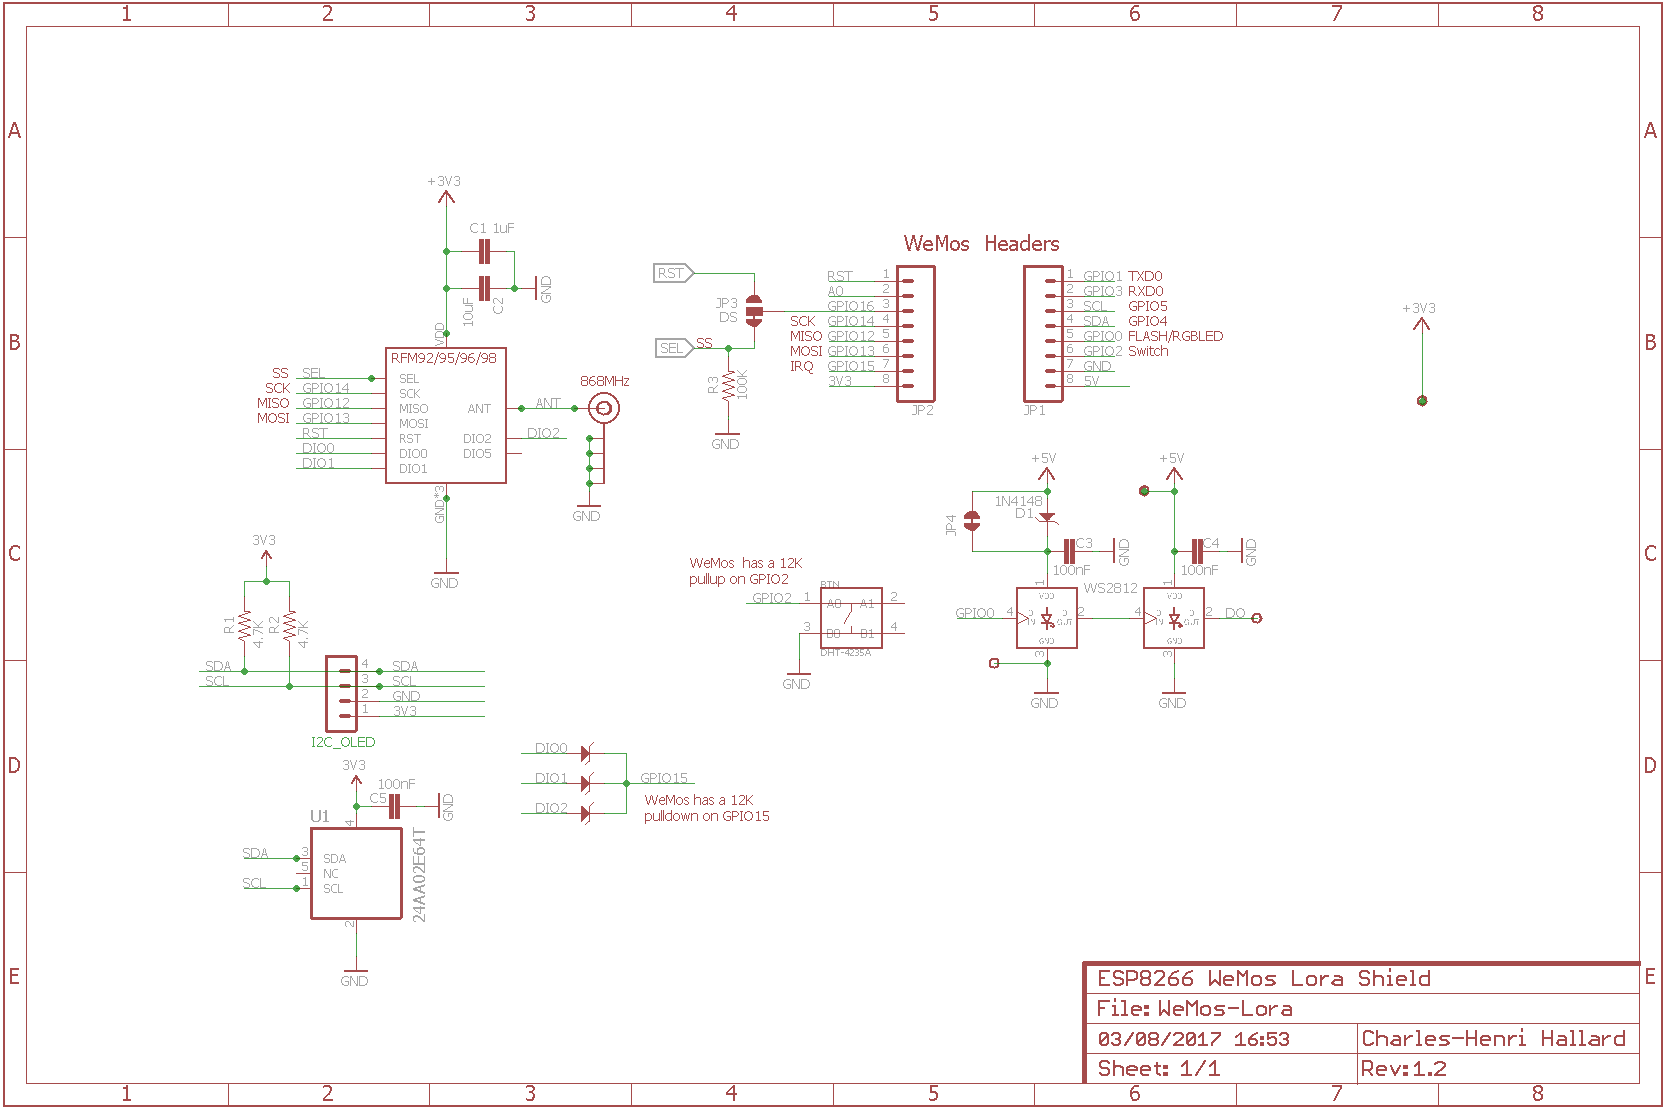 1 2 3 4 5 6 7 8
A
B
C
D
E
A
B
C
D
E
+3V3
C1 1uF
10uF
C2
GND
VDD
RFM92/95/96/98
SS SEL
SCK GPIO14
MISO GPIO12
MOSI GPIO13
RST
DIO0
DIO1
SEL
SCK
MISO
MOSI
RST
DIO0
DIO1
ANT
DIO2
DIO5
GND*3
GND
ANT
DIO2
868MHz
GND
RST
JP3
DS
SEL SS
R3
100K
GND
WeMos Headers
RST 1
A0 2
GPIO16 3
SCK GPIO14 4
MISO GPIO12 5
MOSI GPIO13 6
IRQ GPIO15 7
3V3 8
JP2
1 GPIO1 TXD0
2 GPIO3 RXD0
3 SCL GPIO5
4 SDA GPIO4
5 GPIO0 FLASH/RGBLED
6 GPIO2 Switch
7 GND
8 5V
JP1
+3V3
3V3
R1
4.7K
R2
4.7K
SDA
SCL
4 SDA
3 SCL
2 GND
1 3V3
I2C_OLED
3V3
100nF
C5
GND
U1
4
SDA 3 SDA
5 NC
SCL 1 SCL
24AA02E64T
2
GND
DIO0
DIO1
DIO2
GPIO15
WeMos has a 12K
pulldown on GPIO15
WeMos has a 12K
pullup on GPIO2
BTN
GPIO2 1 A0 A1 2
3 B0 B1 4
DHT-4235A
GND
+5V
1N4148
D1
JP4
C3
100nF
GND
1
VDD
WS2812
GPIO0 4
IN
OUT
2
GND
3
GND
+5V
C4
100nF
GND
1
VDD
4
IN
OUT
2 DO
GND
3
GND
ESP8266 WeMos Lora Shield
File: WeMos-Lora
03/08/2017 16:53 Charles-Henri Hallard
Sheet: 1/1 Rev:1.2
1 2 3 4 5 6 7 8